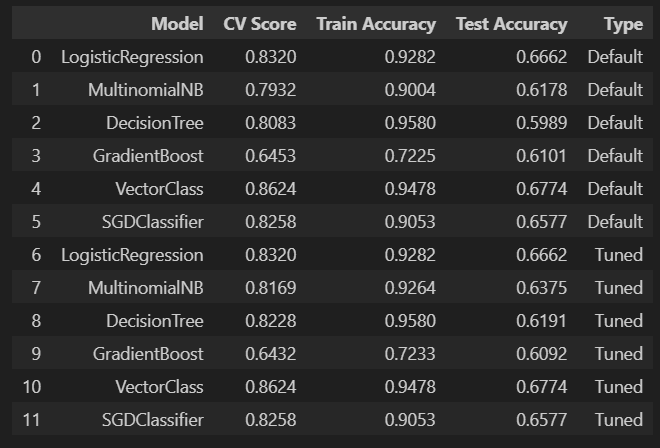 Model CV Score Train Accuracy Test Accuracy Type
0 LogisticRegression 0.8320 0.9282 0.6662 Default
1 MultinomialNB 0.7932 0.9004 0.6178 Default
2 DecisionTree 0.8083 0.9580 0.5989 Default
3 GradientBoost 0.6453 0.7225 0.6101 Default
4 VectorClass 0.8624 0.9478 0.6774 Default
5 SGDClassifier 0.8258 0.9053 0.6577 Default
6 LogisticRegression 0.8320 0.9282 0.6662 Tuned
7 MultinomialNB 0.8169 0.9264 0.6375 Tuned
8 DecisionTree 0.8228 0.9580 0.6191 Tuned
9 GradientBoost 0.6432 0.7233 0.6092 Tuned
10 VectorClass 0.8624 0.9478 0.6774 Tuned
11 SGDClassifier 0.8258 0.9053 0.6577 Tuned